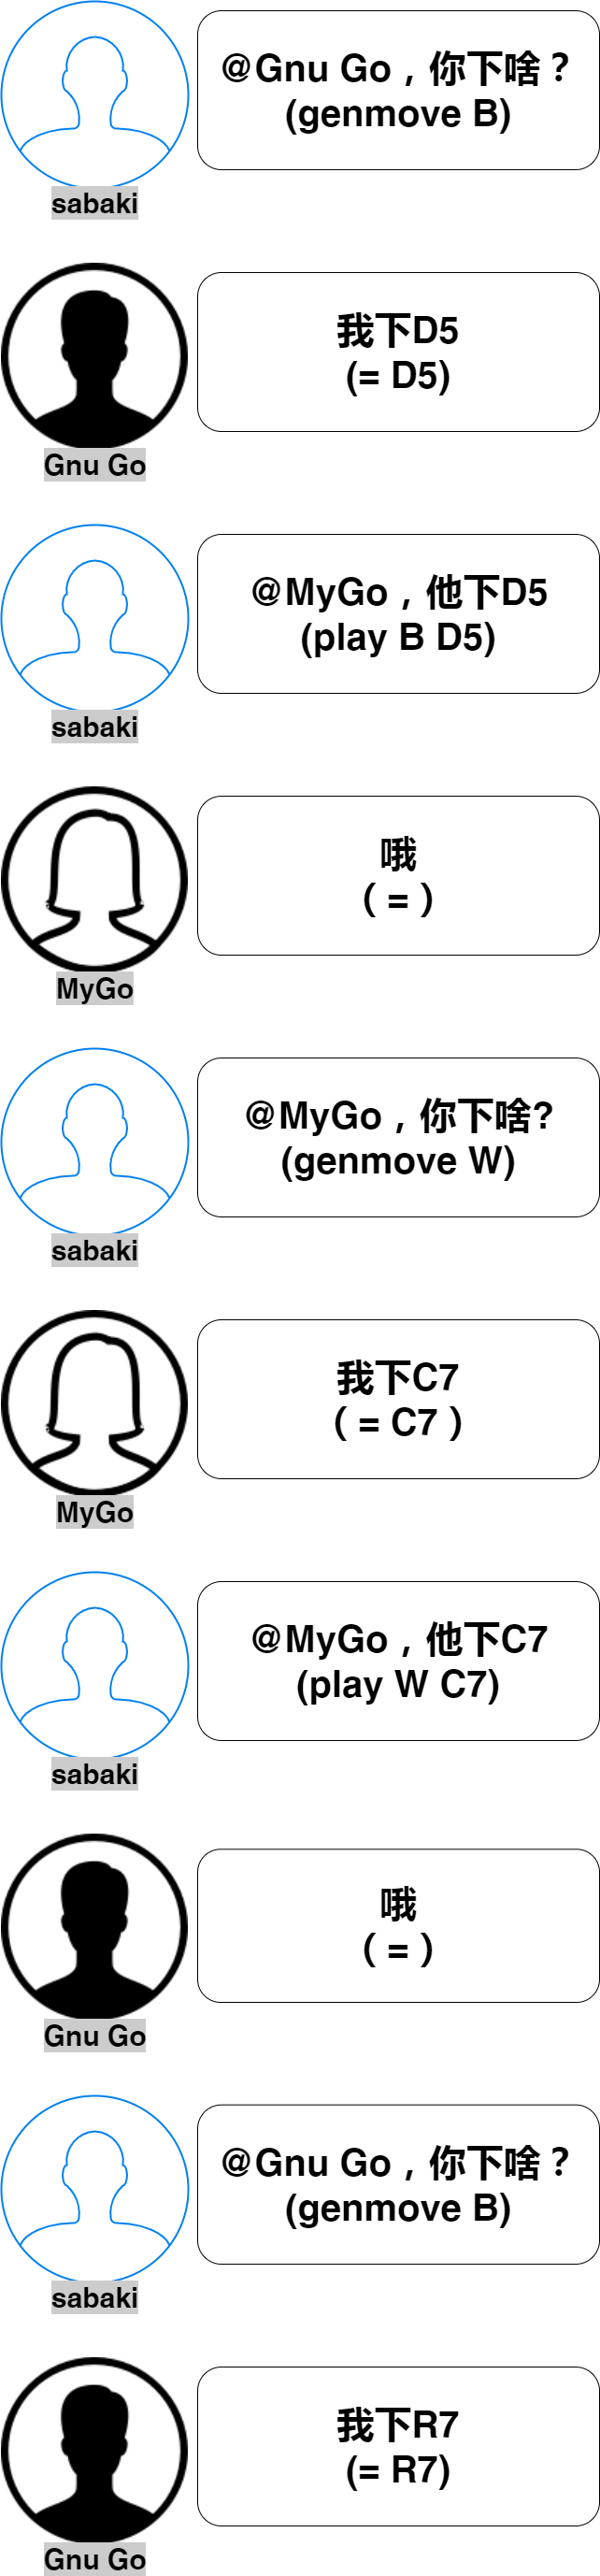 @Gnu Go，你下啥？
(genmove B)
sabaki
我下D5
(= D5)
Gnu Go
@MyGo，他下D5
(play B D5)
sabaki
哦
( = )
MyGo
@MyGo，你下啥?
(genmove W)
sabaki
我下C7
( = C7 )
MyGo
@MyGo，他下C7
(play W C7)
sabaki
哦
( = )
Gnu Go
@Gnu Go，你下啥？
(genmove B)
sabaki
我下R7
(= R7)
Gnu Go